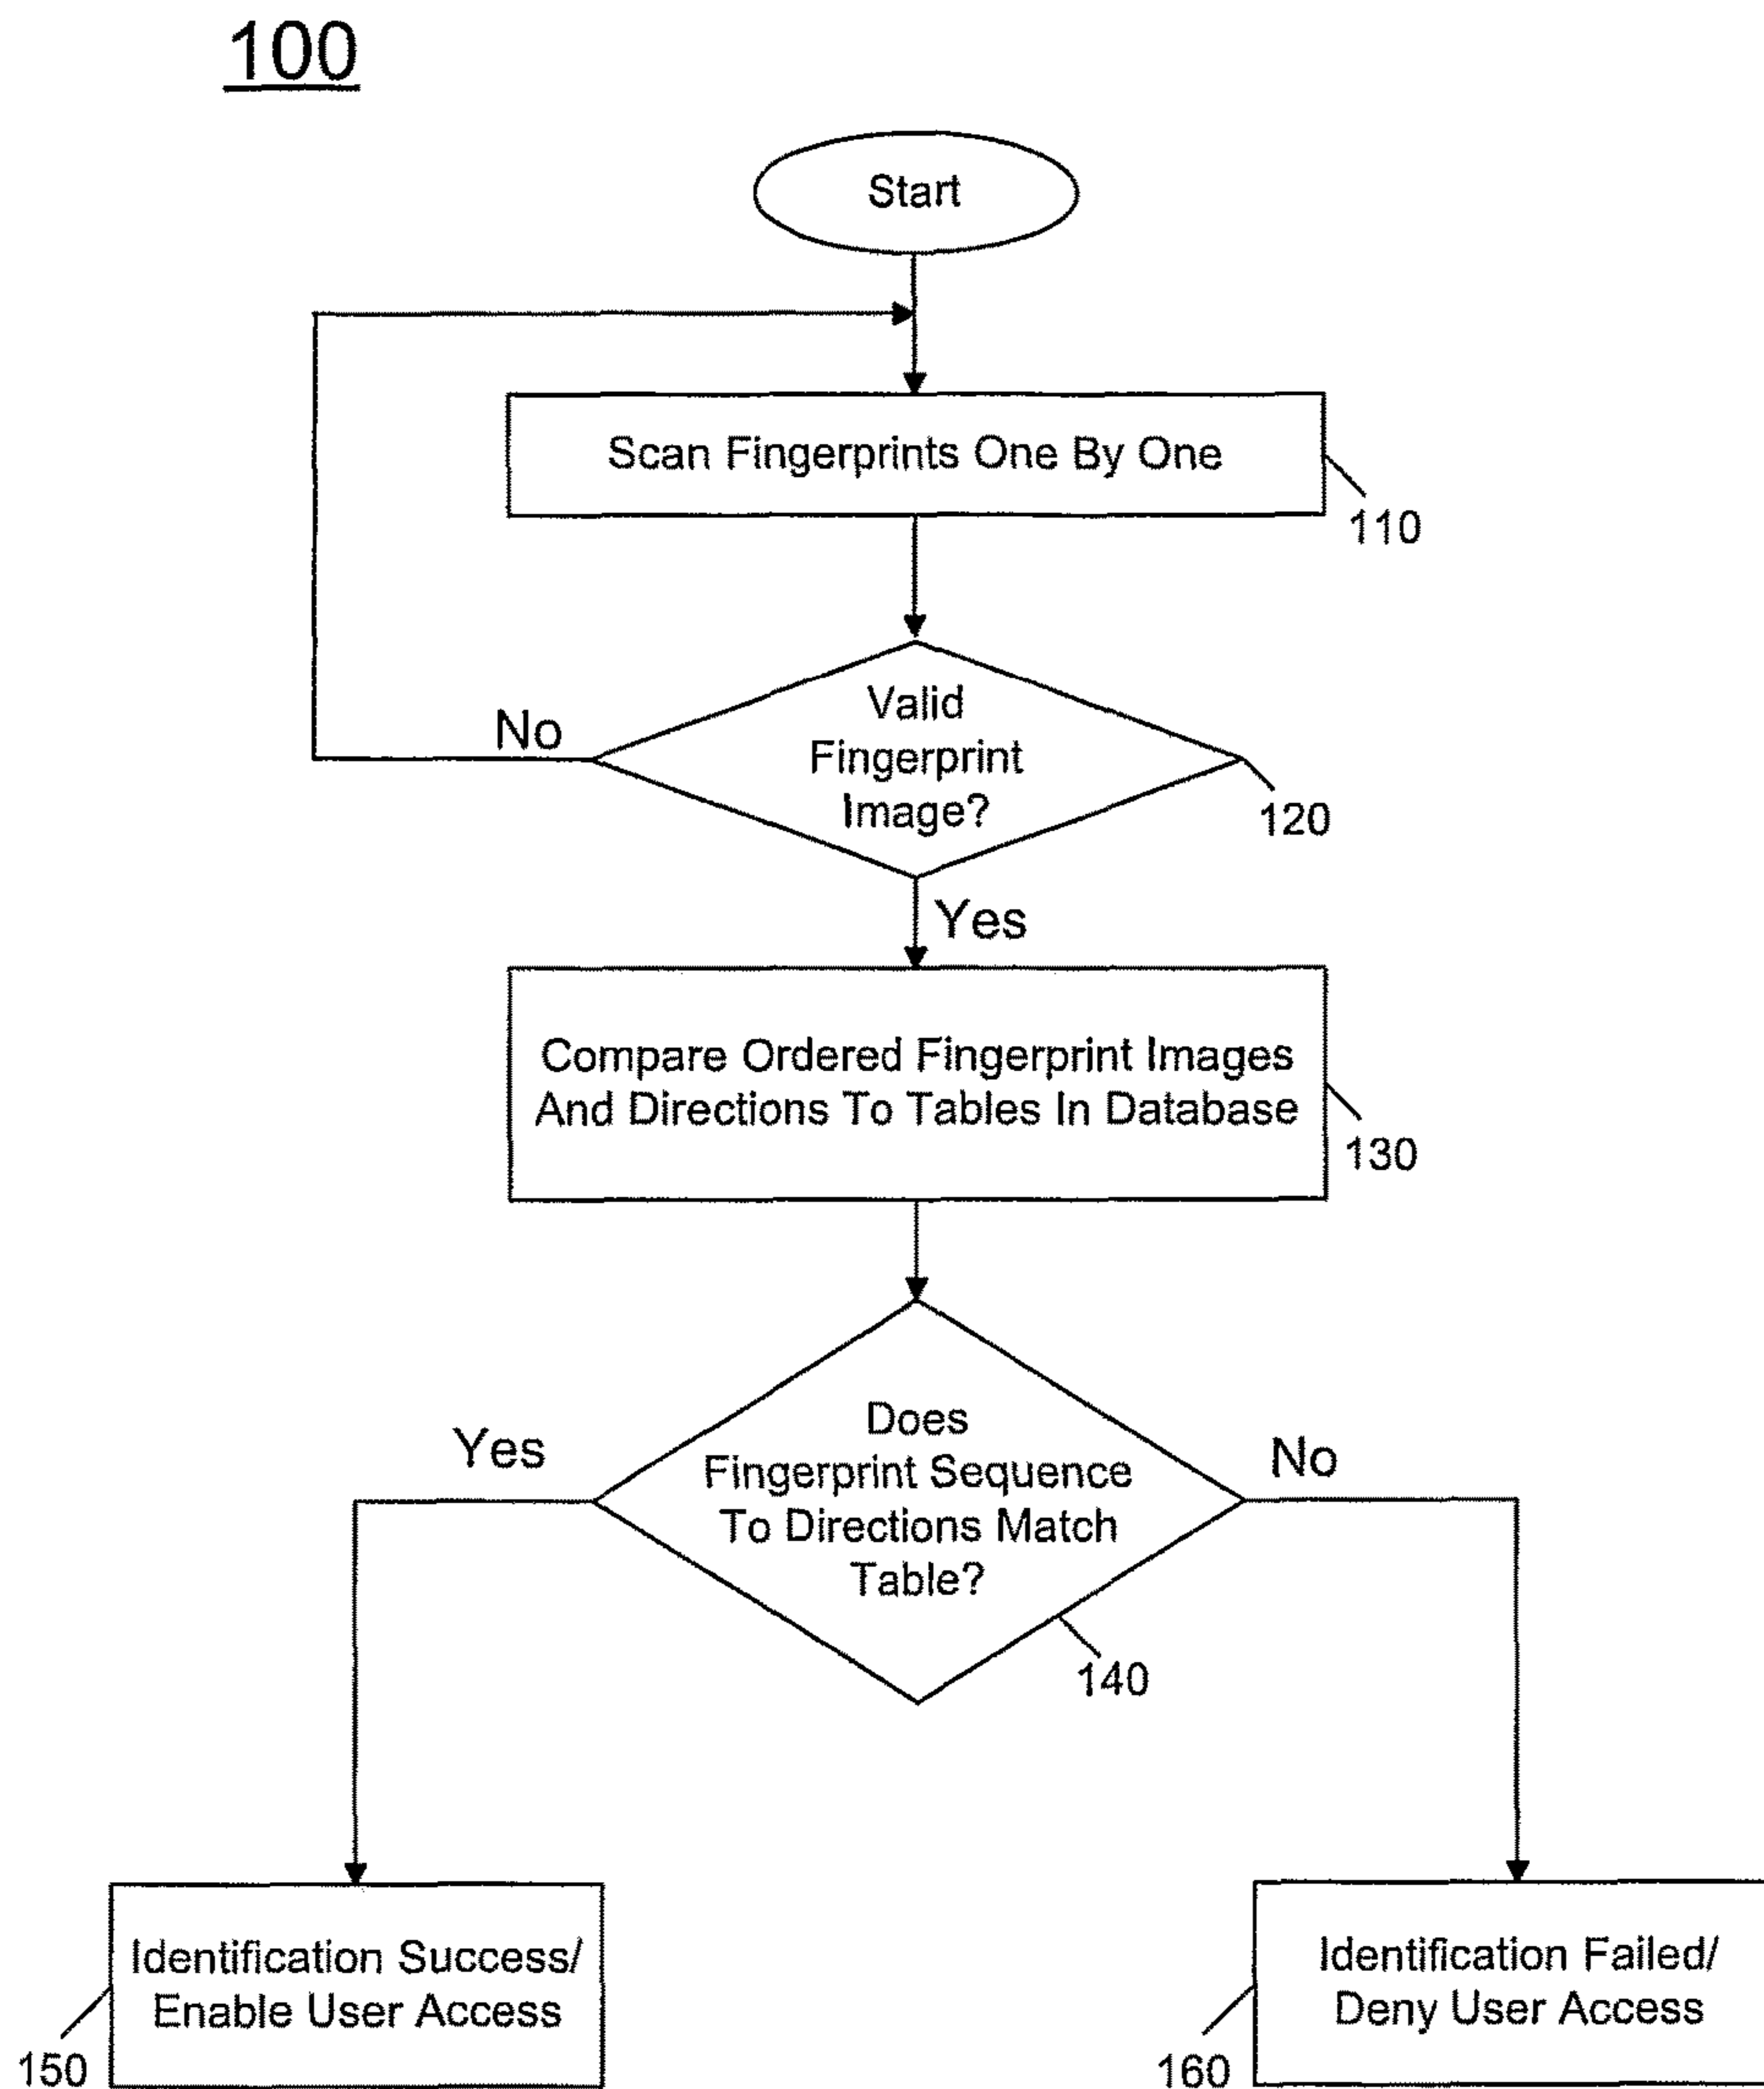 100
Start
Scan Fingerprints One By One
110
Valid
Fingerprint
Image?
No
120
Yes
Compare Ordered Fingerprint Images
And Directions To Tables In Database
130
Does
Fingerprint Sequence
To Directions Match
Table?
Yes
No
140
Identification Success/
Enable User Access
150
Identification Failed/
Deny User Access
160